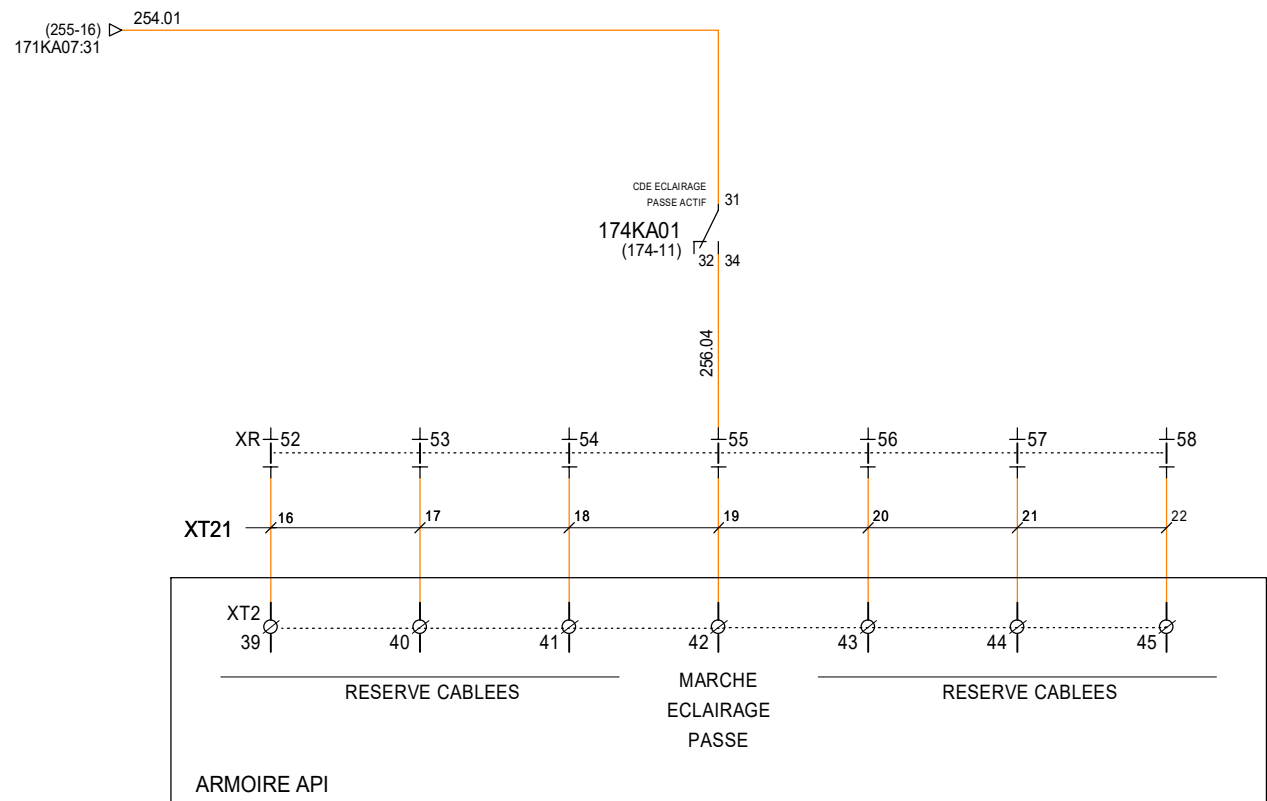 254.01
(255-16)
171KA07:31
CDE ECLAIRAGE
PASSE ACTIF
31
174KA01
(174-11)
32
34
256.04
XR
52
53
54
55
56
57
58
XT21
16
17
18
19
20
21
22
XT2
39
40
41
42
43
44
45
RESERVE CABLEES
MARCHE
ECLAIRAGE
PASSE
RESERVE CABLEES
ARMOIRE API